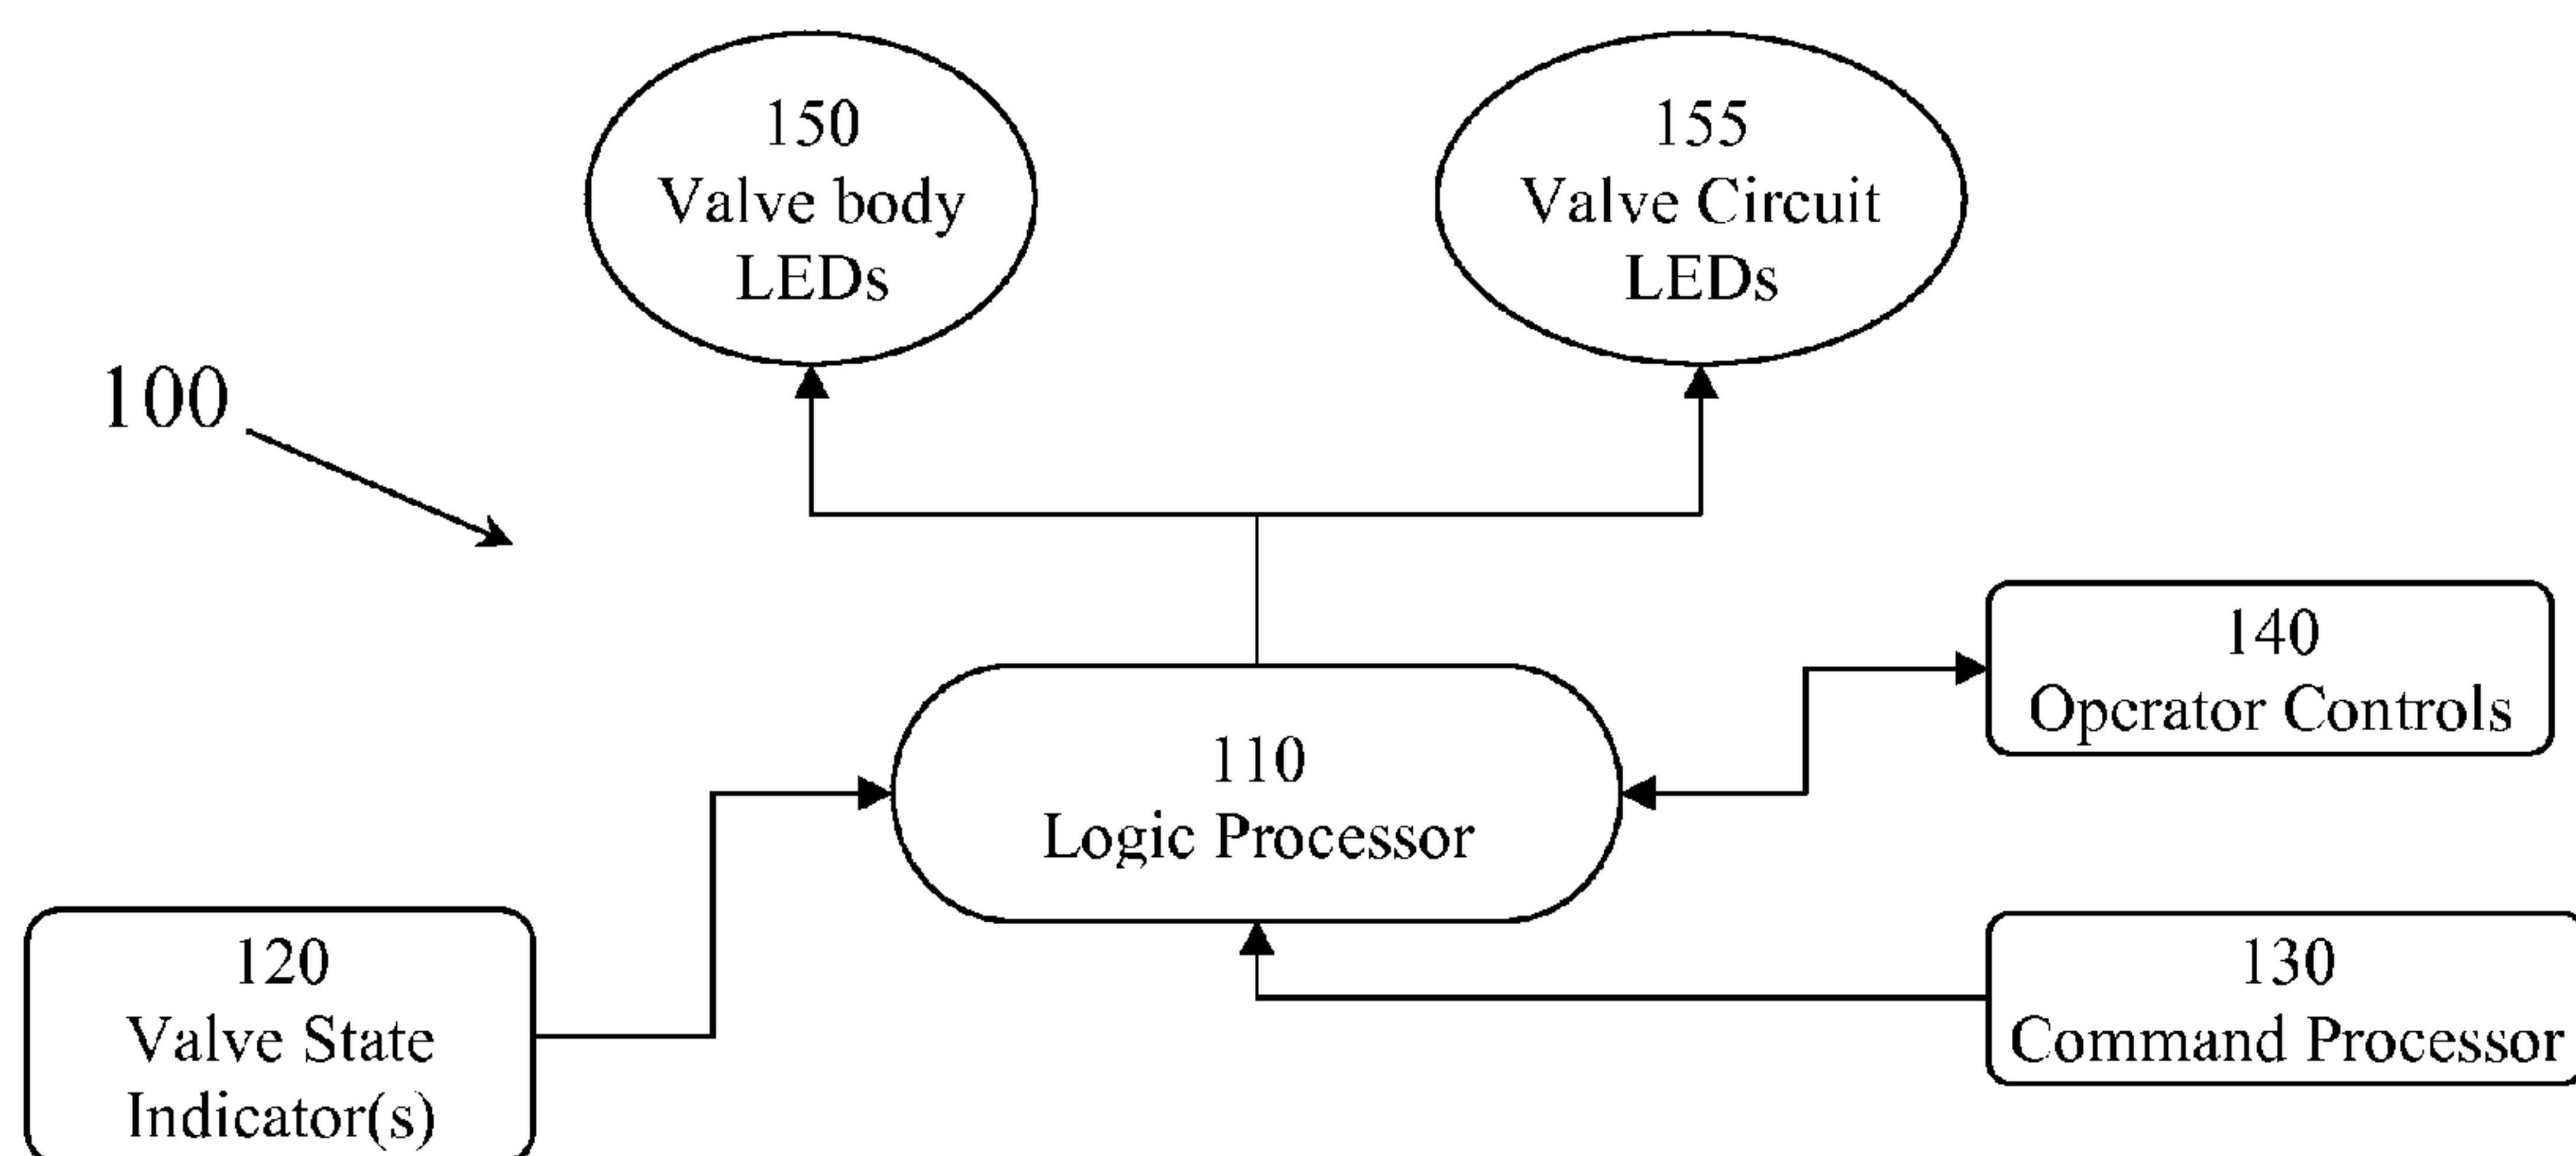 150
Valve body
LEDs
155
Valve Circuit
LEDs
100
140
Operator Controls
110
Logic Processor
120
Valve State
Indicator(s)
130
Command Processor